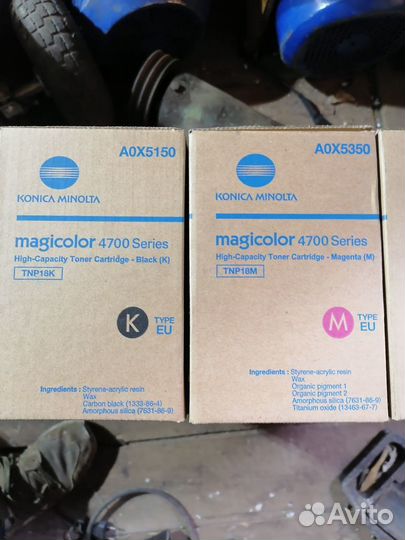 A0X5150
KONICA MINOLTA
magicolor 4700 Series
High-Capacity Toner Cartridge - Black (K)
TNP18K
K
TYPE
EU
Ingredients : Styrene-acrylic resin
Wax
Carbon black (1333-86-4)
Amorphous silica (7631-86-9)
A0X5350
KONICA MINOLTA
magicolor 4700 Series
High-Capacity Toner Cartridge - Magenta (M)
TNP18M
M
TYPE
EU
Ingredients : Styrene-acrylic resin
Wax
Organic pigment 1
Organic pigment 2
Amorphous silica (7631-86-9)
Titanium oxide (13463-67-7)
Avito